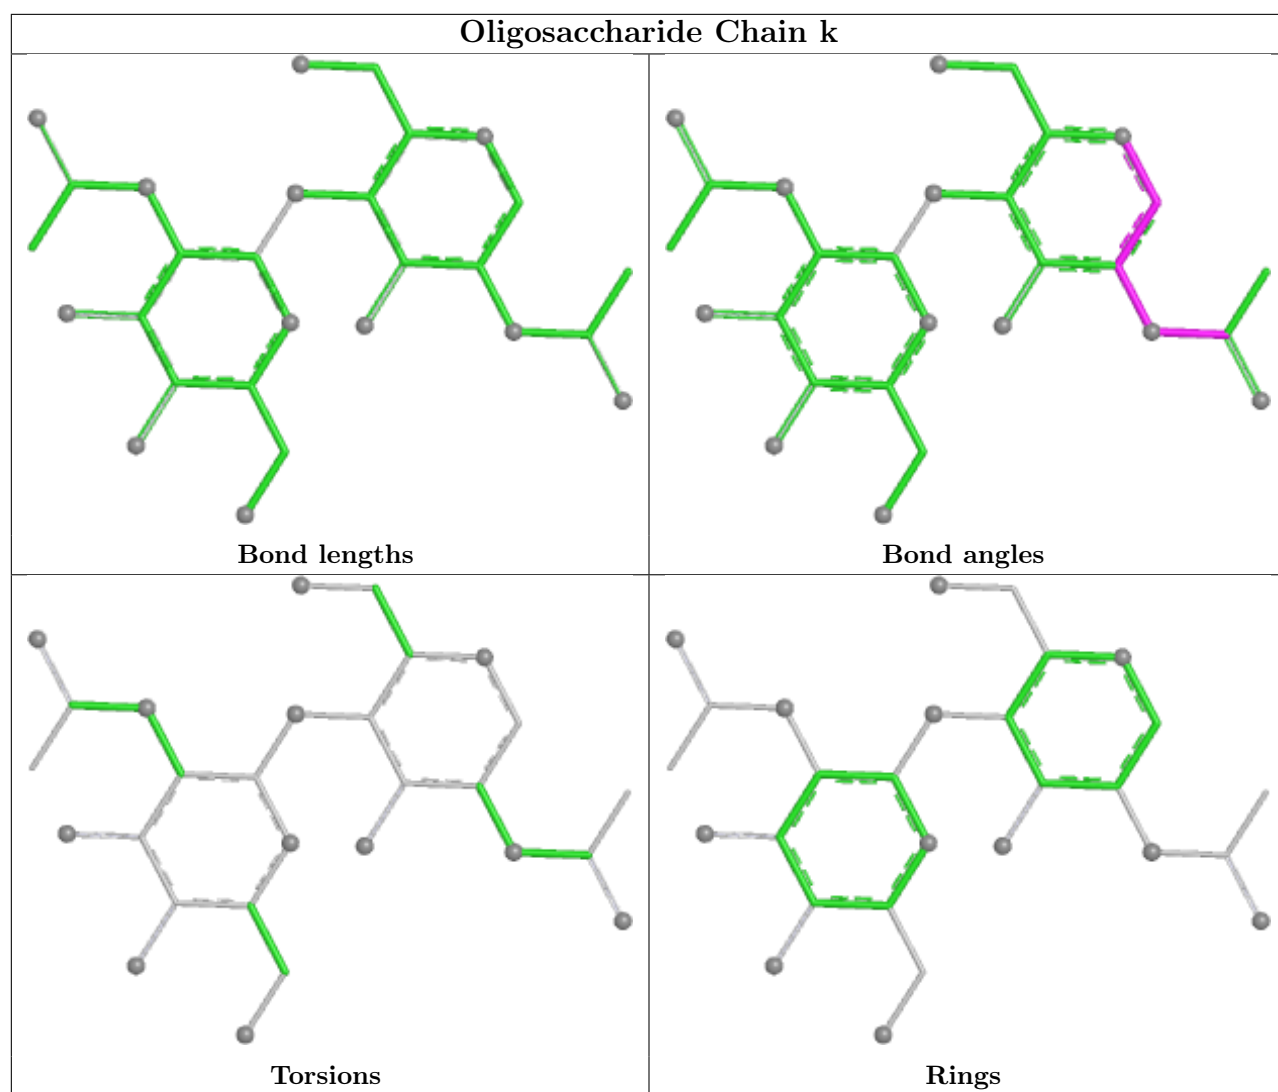 Oligosaccharide Chain k
Bond lengths
Bond angles
Torsions
Rings